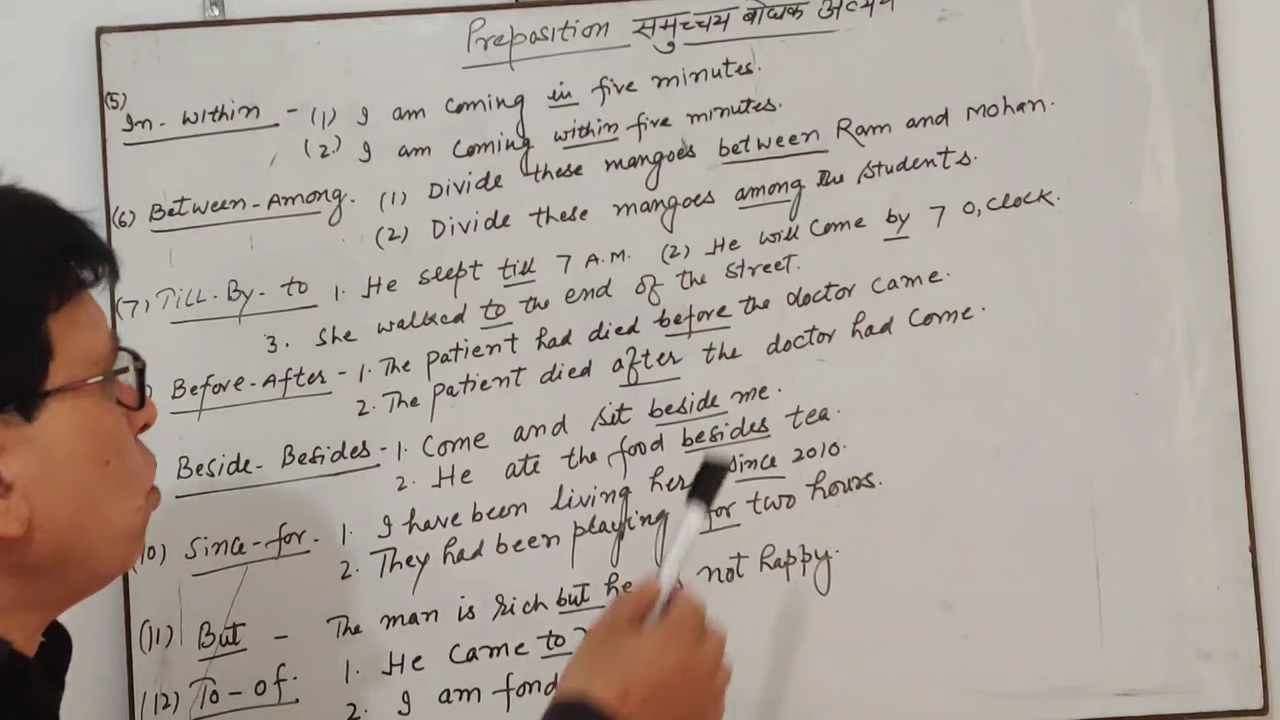 Preposition समुच्चय बोधक अव्यय
(5) In-Within - (1) I am coming in five minutes.
(2.) I am coming within five minutes.
(6) Between-Among. (1) Divide these mangoes between Ram and Mohan.
(2) Divide these mangoes among the students.
(7) Till-By-to 1. He slept till 7 A.M. (2) He will come by 7 O,clock.
3. She walked to the end of the street.
) Before-After - 1. The patient had died before the doctor came.
2. The patient died after the doctor had come.
Beside-Besides - 1. Come and sit beside me.
2. He ate the food besides tea.
10) Since-for. 1. I have been living her since 2010.
2. They had been playing for two hours.
(11) But - The man is rich but he not happy.
(12) To-of. 1. He came to
2. I am fond